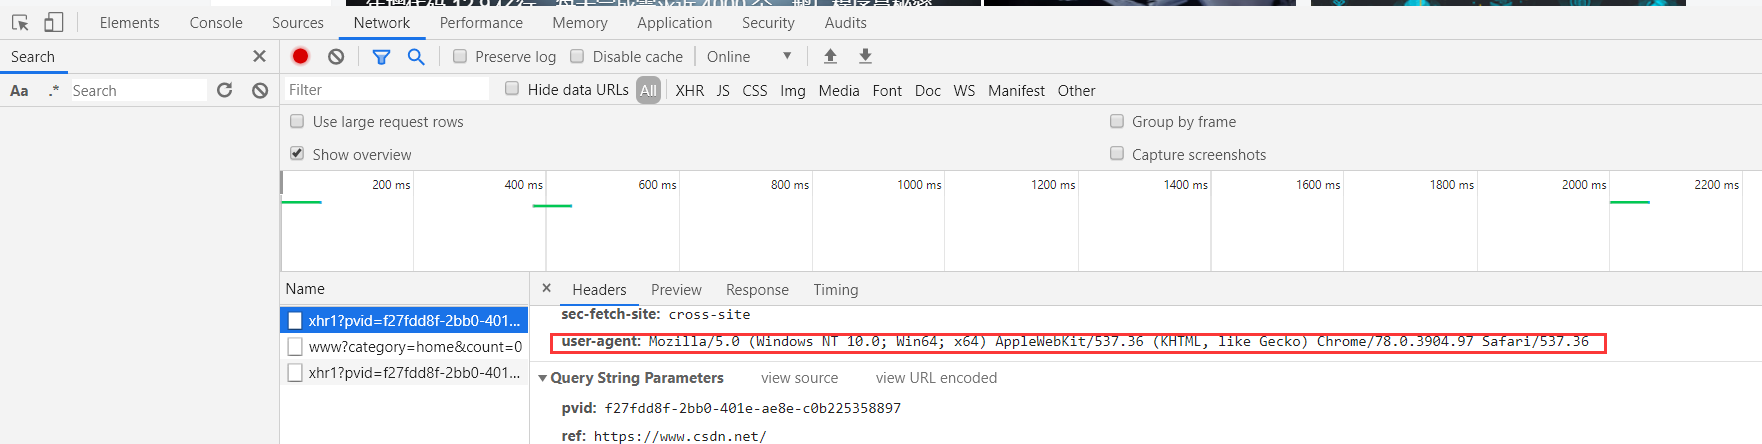 Elements Console Sources Network Performance Memory Application Security Audits
Search
Preserve log Disable cache Online
Aa .* Search
Filter Hide data URLs All XHR JS CSS Img Media Font Doc WS Manifest Other
Use large request rows Group by frame
Show overview Capture screenshots
200 ms 400 ms 600 ms 800 ms 1000 ms 1200 ms 1400 ms 1600 ms 1800 ms 2000 ms 2200 ms
Name Headers Preview Response Timing
xhr1?pvid=f27fdd8f-2bb0-401...
www?category=home&count=0
xhr1?pvid=f27fdd8f-2bb0-401...
sec-fetch-site: cross-site
user-agent: Mozilla/5.0 (Windows NT 10.0; Win64; x64) AppleWebKit/537.36 (KHTML, like Gecko) Chrome/78.0.3904.97 Safari/537.36
Query String Parameters view source view URL encoded
pvid: f27fdd8f-2bb0-401e-ae8e-c0b225358897
ref: https://www.csdn.net/